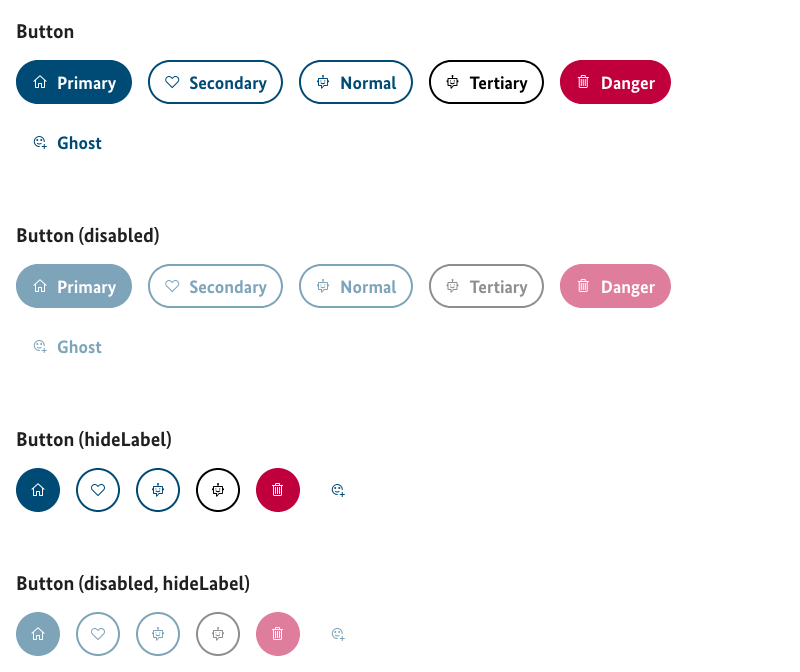 Button
Primary Secondary Normal Tertiary Danger
Ghost
Button (disabled)
Primary Secondary Normal Tertiary Danger
Ghost
Button (hideLabel)
Button (disabled, hideLabel)